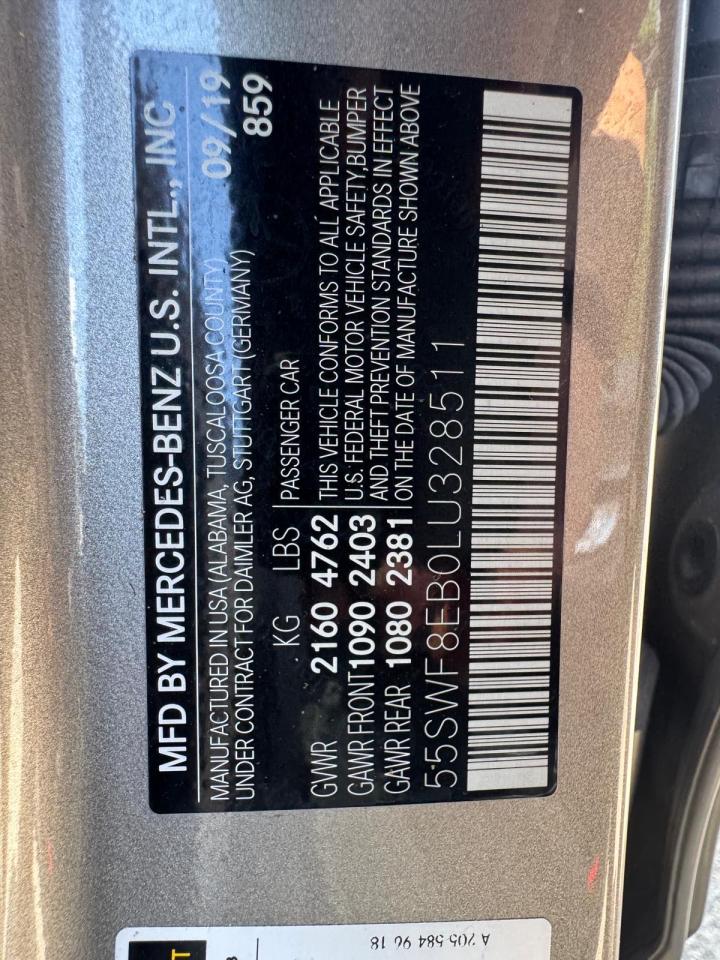 MFD BY MERCEDES-BENZ U.S. INTL., INC
MANUFACTURED IN USA (ALABAMA, TUSCALOOSA COUNTY) 09/19
UNDER CONTRACT FOR DAIMLER AG, STUTTGART (GERMANY) 859
KG LBS PASSENGER CAR
GVWR 2160 4762 THIS VEHICLE CONFORMS TO ALL APPLICABLE
GAWR FRONT 1090 2403 U.S. FEDERAL MOTOR VEHICLE SAFETY, BUMPER
GAWR REAR 1080 2381 AND THEFT PREVENTION STANDARDS IN EFFECT
ON THE DATE OF MANUFACTURE SHOWN ABOVE
55SWF8EB0LU328511
A 205 584 96 18